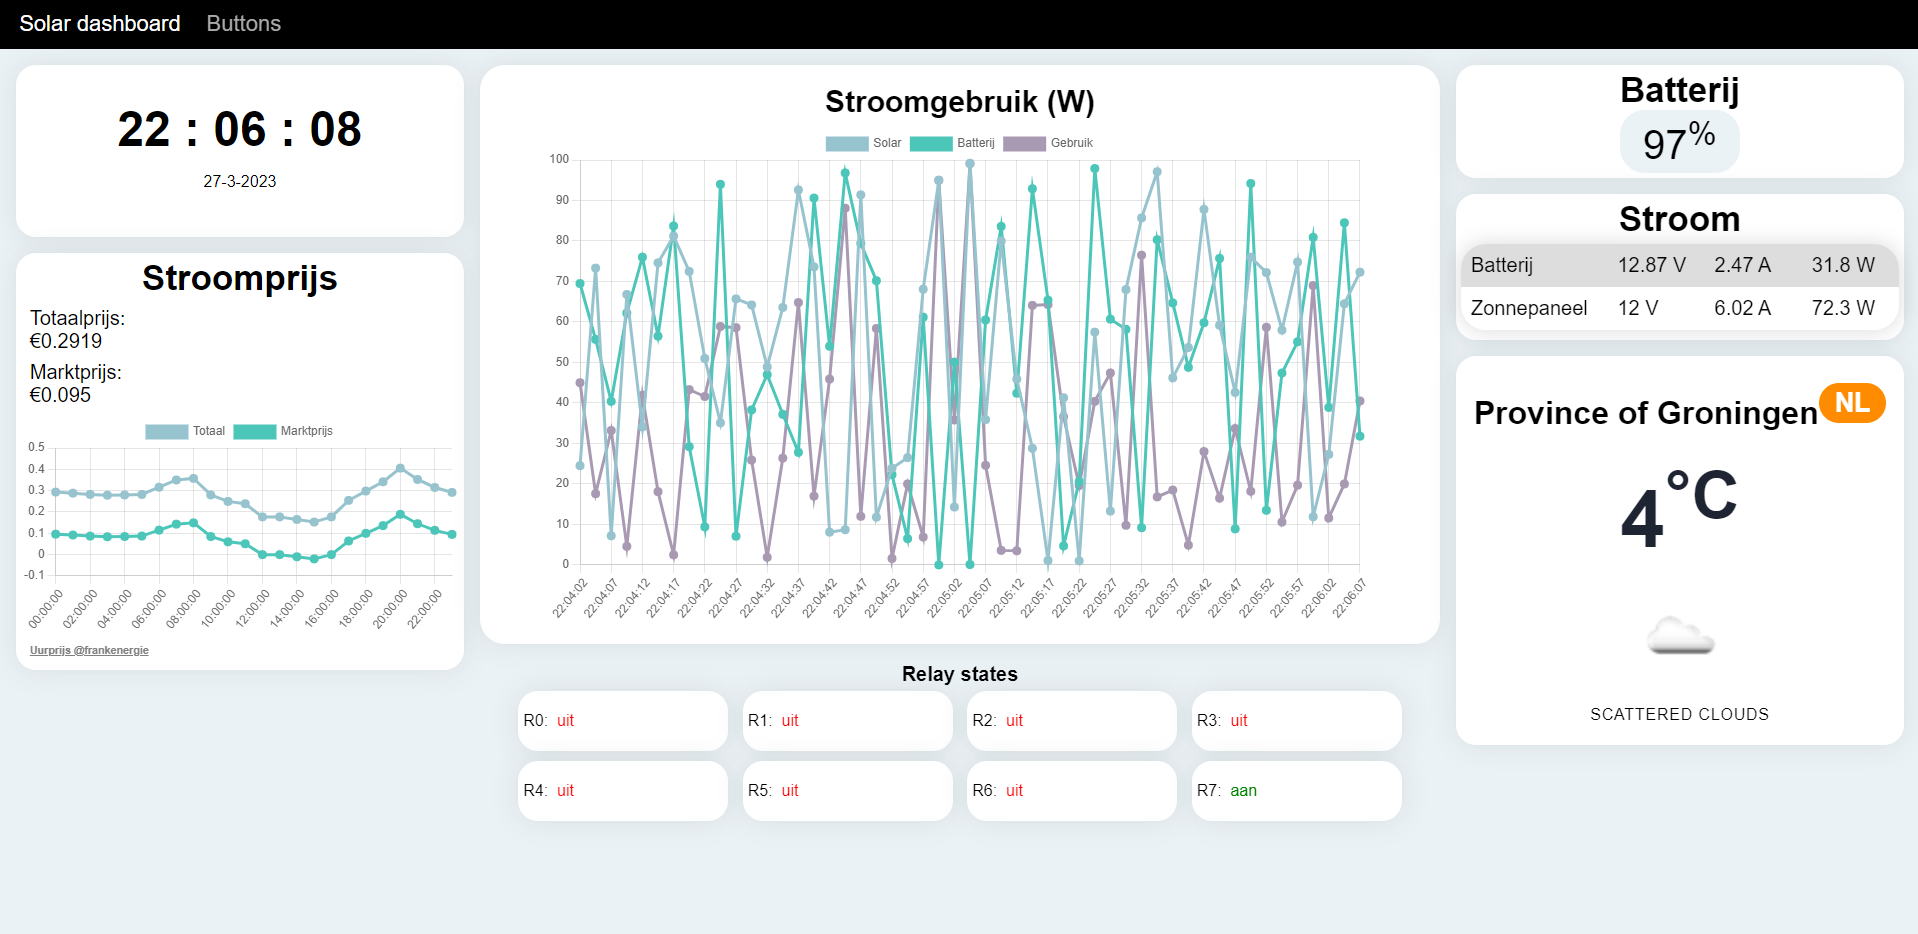 Solar dashboard Buttons
22 : 06 : 08
27-3-2023
Stroomprijs
Totaalprijs:
€0.2919
Marktprijs:
€0.095
Totaal Marktprijs
0.5
0.4
0.3
0.2
0.1
0
-0.1
00:00:00 02:00:00 04:00:00 06:00:00 08:00:00 10:00:00 12:00:00 14:00:00 16:00:00 18:00:00 20:00:00 22:00:00
Uurprijs @frankenergie
Stroomgebruik (W)
Solar Batterij Gebruik
100
90
80
70
60
50
40
30
20
10
0
22:04:02 22:04:07 22:04:12 22:04:17 22:04:22 22:04:27 22:04:32 22:04:37 22:04:42 22:04:47 22:04:52 22:04:57 22:05:02 22:05:07 22:05:12 22:05:17 22:05:22 22:05:27 22:05:32 22:05:37 22:05:42 22:05:47 22:05:52 22:05:57 22:06:02 22:06:07
Relay states
R0: uit R1: uit R2: uit R3: uit
R4: uit R5: uit R6: uit R7: aan
Batterij
97%
Stroom
Batterij 12.87 V 2.47 A 31.8 W
Zonnepaneel 12 V 6.02 A 72.3 W
Province of Groningen NL
4°C
SCATTERED CLOUDS